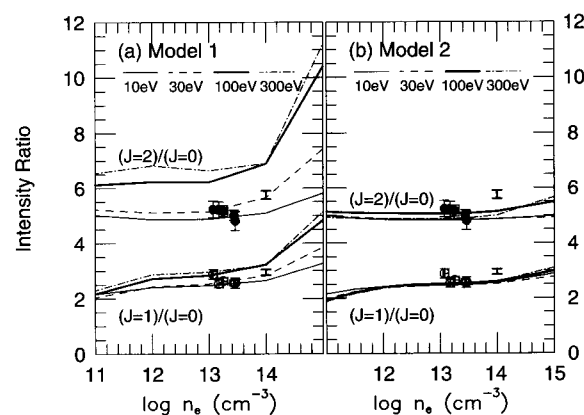 (a) Model 1
(b) Model 2
10eV 30eV 100eV 300eV
10eV 30eV 100eV 300eV
(J=2)/(J=0)
(J=2)/(J=0)
(J=1)/(J=0)
(J=1)/(J=0)
Intensity Ratio
12
10
8
6
4
2
0
12
10
8
6
4
2
0
11 12 13 14
12 13 14 15
log nₑ (cm⁻³)
log nₑ (cm⁻³)